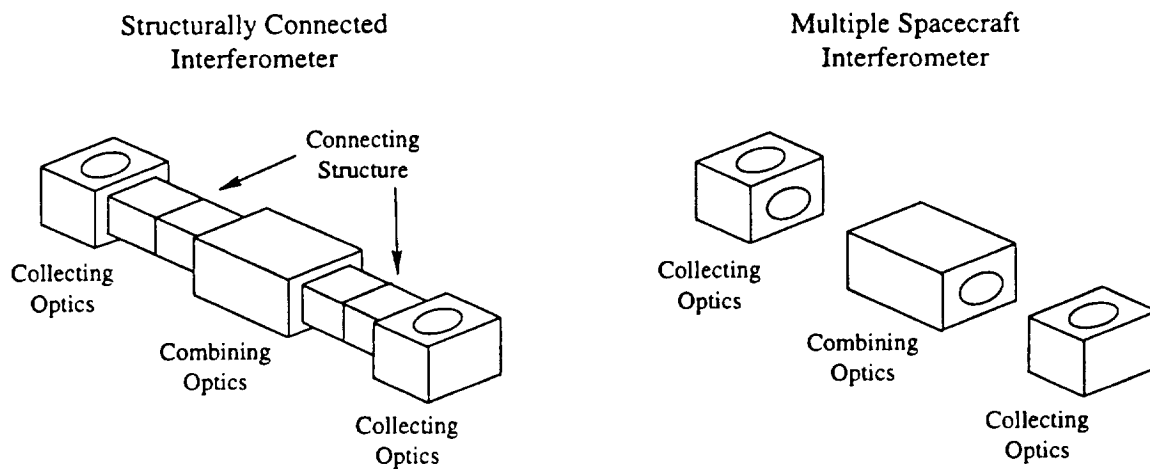 Structurally Connected
Interferometer
Connecting
Structure
Collecting
Optics
Combining
Optics
Collecting
Optics
Multiple Spacecraft
Interferometer
Collecting
Optics
Combining
Optics
Collecting
Optics